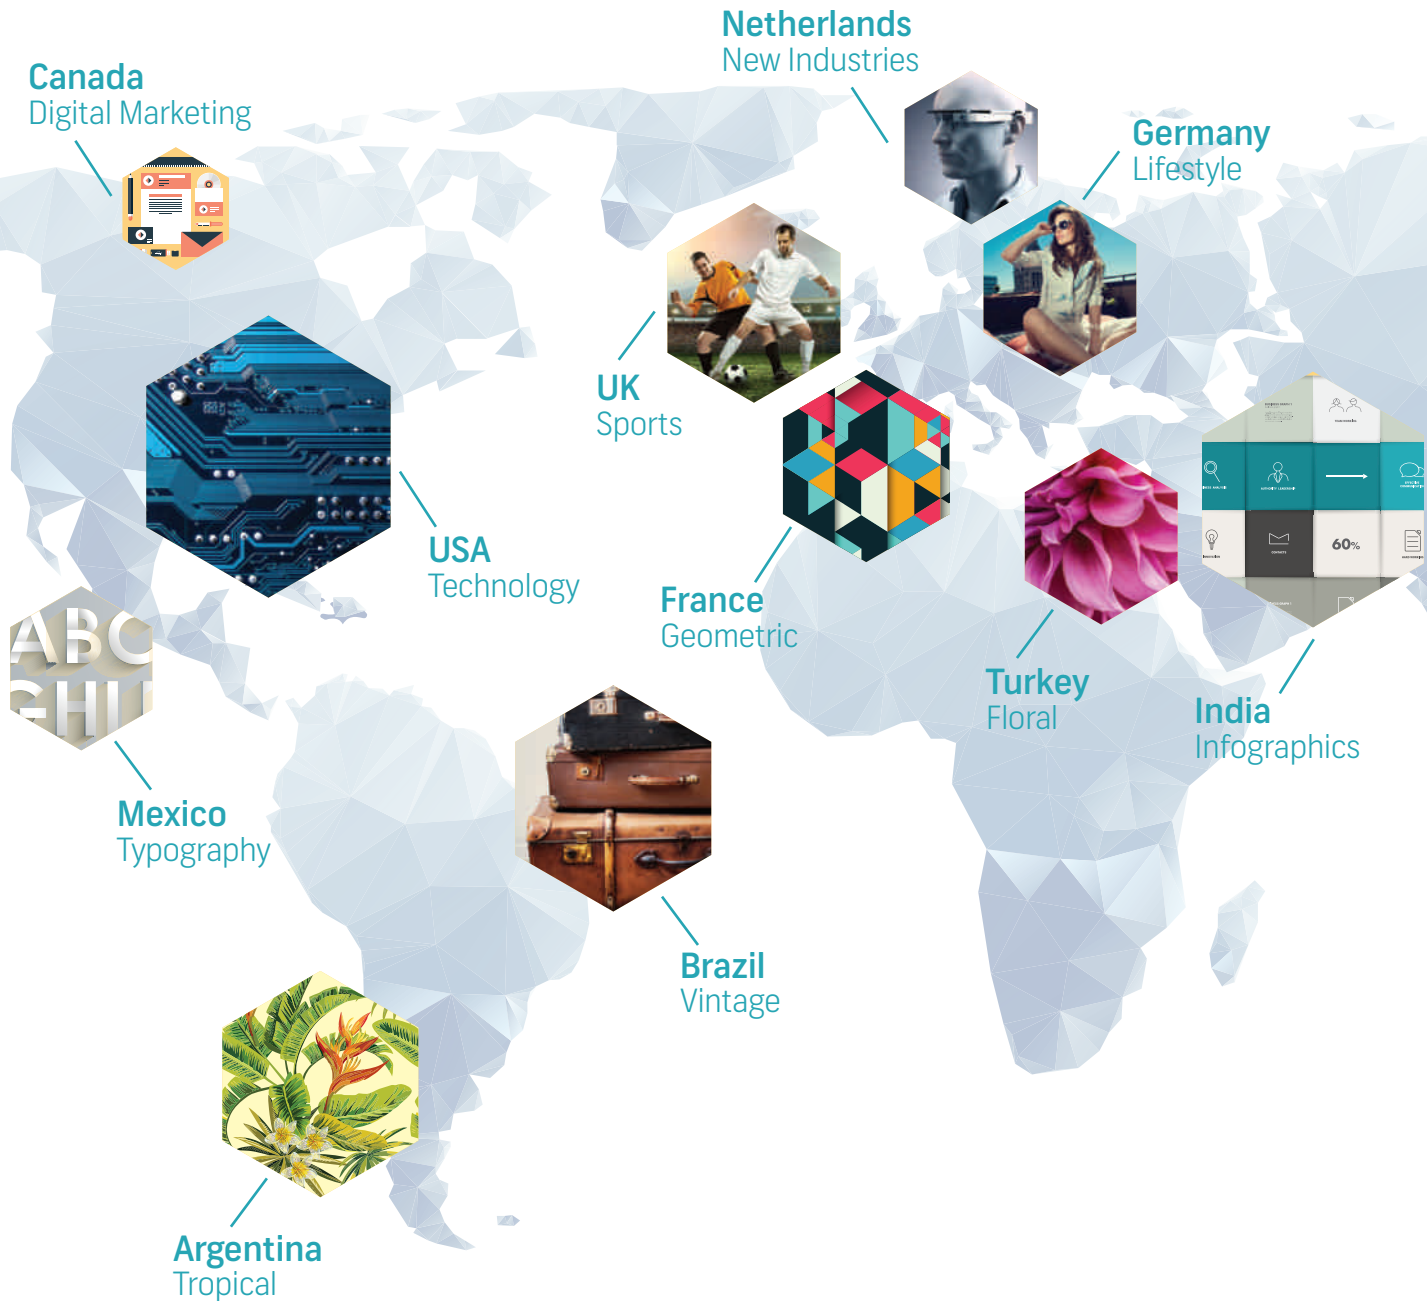 Netherlands
New Industries
Canada
Digital Marketing
Germany
Lifestyle
UK
Sports
USA
Technology
France
Geometric
Turkey
Floral
India
Infographics
60%
ABC
GHIJ
Mexico
Typography
Brazil
Vintage
Argentina
Tropical